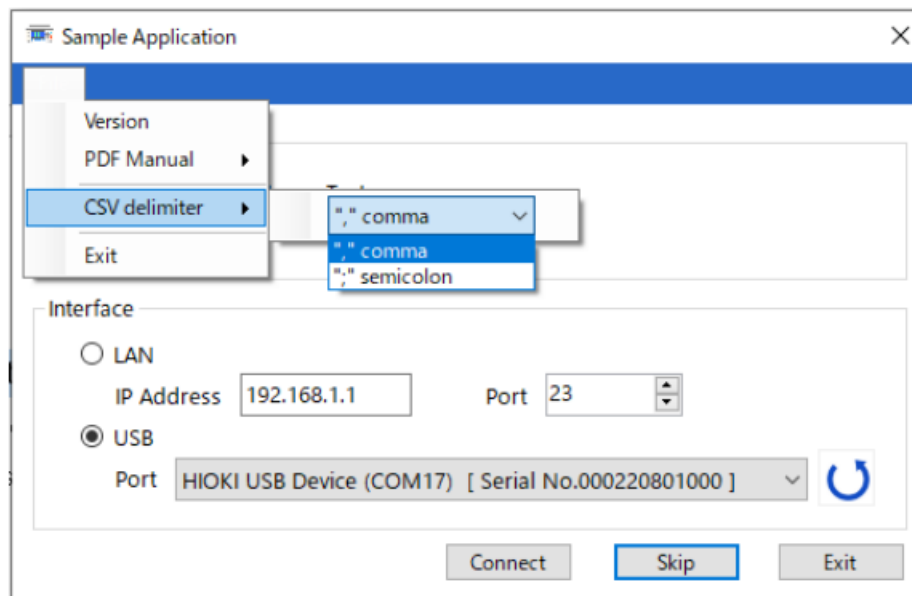 Sample Application
Version
PDF Manual
CSV delimiter
"," comma
"," comma
";" semicolon
Exit
Interface
LAN
IP Address 192.168.1.1 Port 23
USB
Port HIOKI USB Device (COM17) [ Serial No.000220801000 ]
Connect Skip Exit